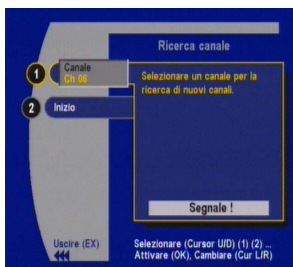 Ricerca canale
1 Canale
Ch 06
Selezionare un canale per la
ricerca di nuovi canali.
2 Inizio
Segnale !
Uscire (EX)
Selezionare (Cursor U/D) (1) (2) ...
Attivare (OK), Cambiare (Cur L/R)